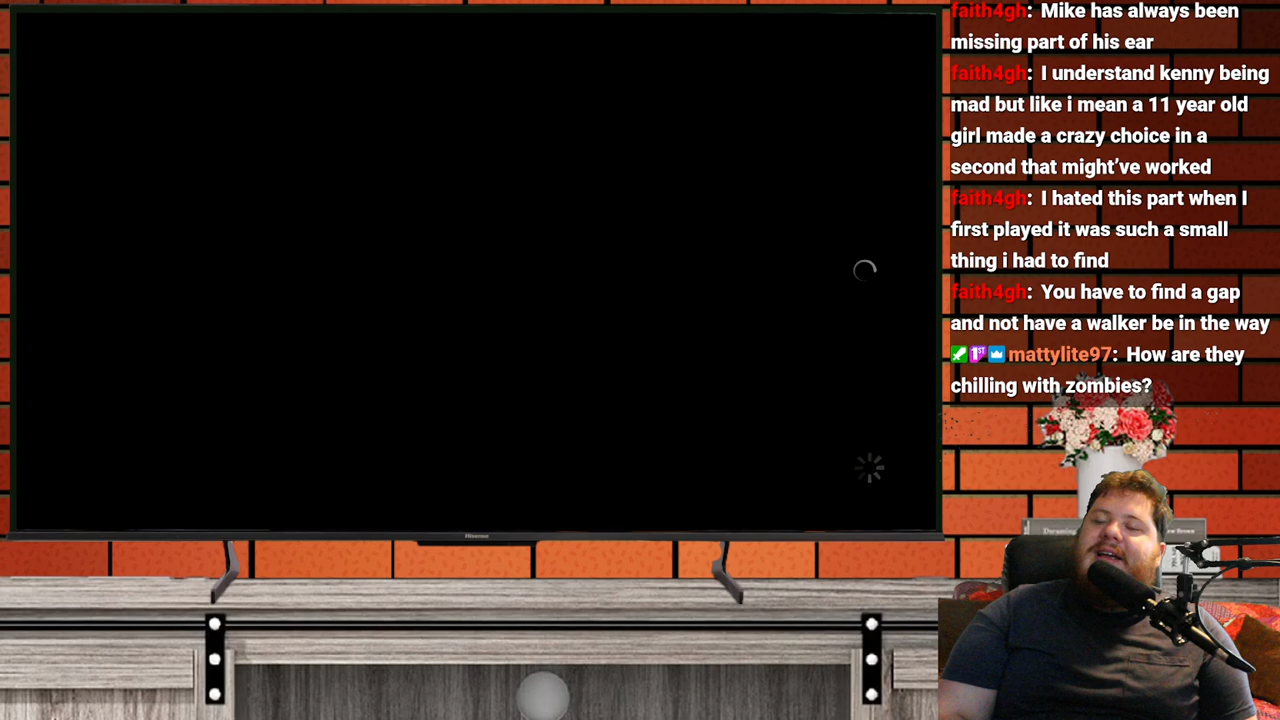 faith4gh: Mike has always been
missing part of his ear
faith4gh: I understand kenny being
mad but like i mean a 11 year old
girl made a crazy choice in a
second that might’ve worked
faith4gh: I hated this part when I
first played it was such a small
thing i had to find
faith4gh: You have to find a gap
and not have a walker be in the way
1ST mattylite97: How are they
chilling with zombies?
Hisense